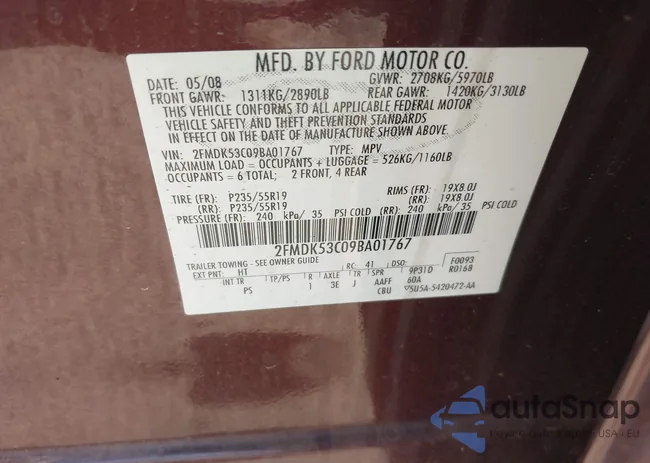 MFD. BY FORD MOTOR CO.
DATE: 05/08 GVWR: 2708KG/5970LB
FRONT GAWR: 1311KG/2890LB REAR GAWR: 1420KG/3130LB
THIS VEHICLE CONFORMS TO ALL APPLICABLE FEDERAL MOTOR
VEHICLE SAFETY AND THEFT PREVENTION STANDARDS
IN EFFECT ON THE DATE OF MANUFACTURE SHOWN ABOVE.
VIN: 2FMDK53C09BA01767 TYPE: MPV
MAXIMUM LOAD = OCCUPANTS + LUGGAGE = 526KG/1160LB
OCCUPANTS = 6 TOTAL; 2 FRONT, 4 REAR
TIRE (FR): P235/55R19 RIMS (FR): 19X8.0J
(RR): P235/55R19 (RR): 19X8.0J
PRESSURE (FR): 240 kPa/ 35 PSI COLD (RR): 240 kPa/ 35 PSI COLD
2FMDK53C09BA01767
TRAILER TOWING - SEE OWNER GUIDE F0093
EXT PNT: HT RC: 41 DSO: R0168
INT TR TP/PS R AXLE TR SPR 9P31D
PS I 3E J AAFF 60A
CBU 5U5A-5420472-AA
autaSnap